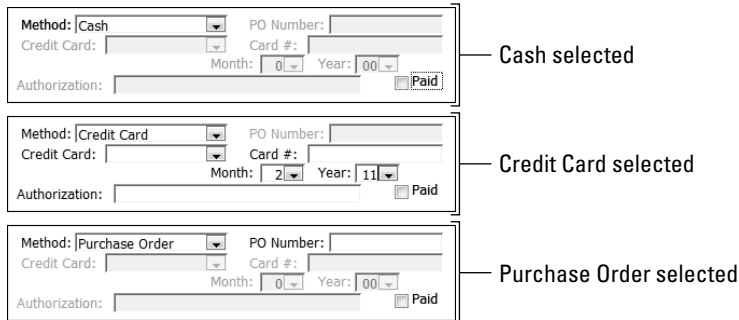 Method: Cash PO Number:
Credit Card: Card #:
Month: 0 Year: 00
Authorization: Paid
Cash selected
Method: Credit Card PO Number:
Credit Card: Card #:
Month: 2 Year: 11
Authorization: Paid
Credit Card selected
Method: Purchase Order PO Number:
Credit Card: Card #:
Month: 0 Year: 00
Authorization: Paid
Purchase Order selected